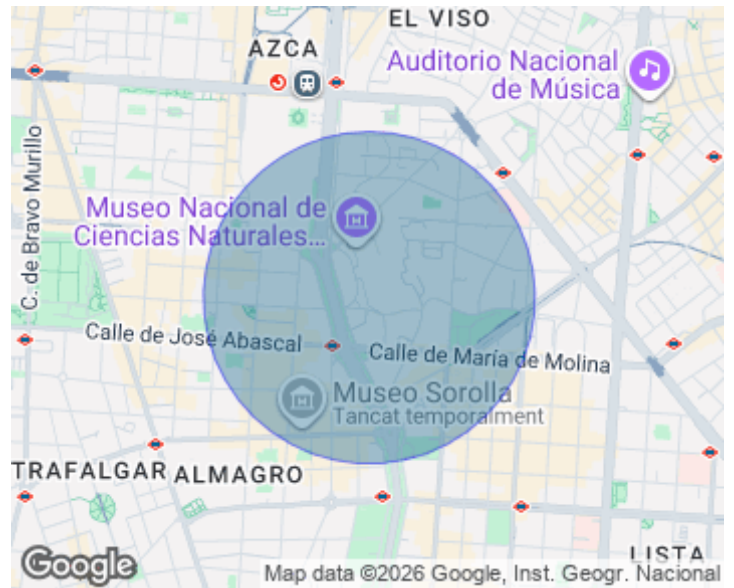 EL VISO
AZCA
Auditorio Nacional
de Música
C. de Bravo Murillo
Museo Nacional de
Ciencias Naturales...
Calle de José Abascal
Calle de María de Molina
Museo Sorolla
Tancat temporalment
TRAFALGAR
ALMAGRO
LISTA
Google
Map data ©2026 Google, Inst. Geogr. Nacional